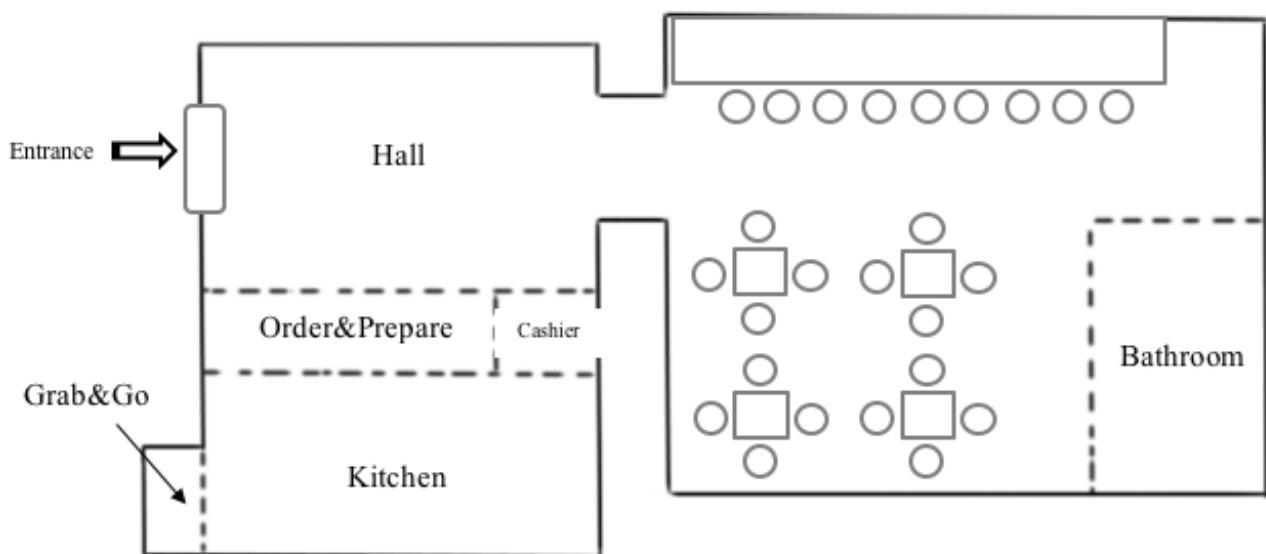 Entrance
Hall
Order&Prepare
Cashier
Grab&Go
Kitchen
Bathroom